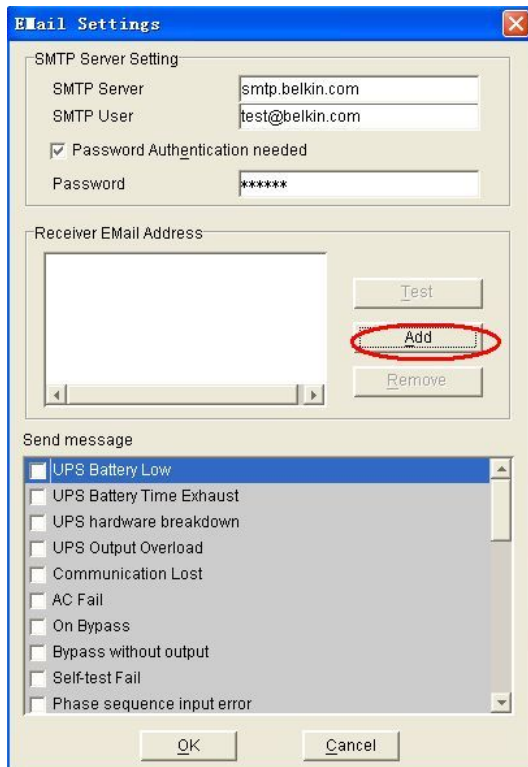 EMail Settings
SMTP Server Setting
SMTP Server smtp.belkin.com
SMTP User test@belkin.com
Password Authentication needed
Password ******
Receiver EMail Address
Test
Add
Remove
Send message
UPS Battery Low
UPS Battery Time Exhaust
UPS hardware breakdown
UPS Output Overload
Communication Lost
AC Fail
On Bypass
Bypass without output
Self-test Fail
Phase sequence input error
OK Cancel